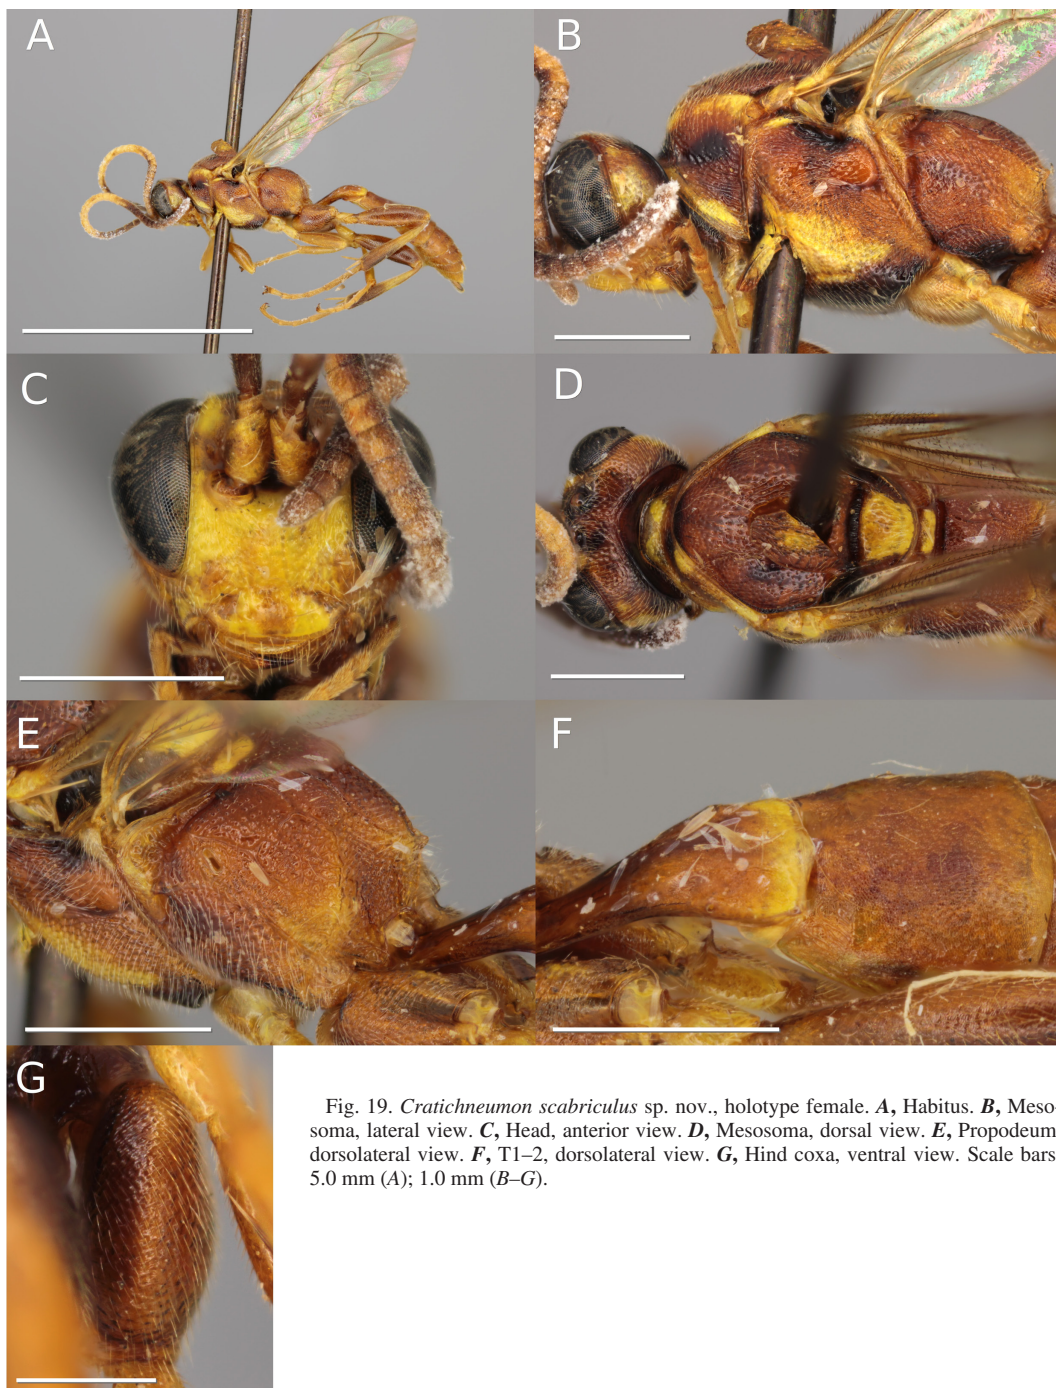 A
B
C
D
E
F
G
Fig. 19. Cratichneumon scabriculus sp. nov., holotype female. A, Habitus. B, Meso-
soma, lateral view. C, Head, anterior view. D, Mesosoma, dorsal view. E, Propodeum
dorsolateral view. F, T1–2, dorsolateral view. G, Hind coxa, ventral view. Scale bars
5.0 mm (A); 1.0 mm (B–G).